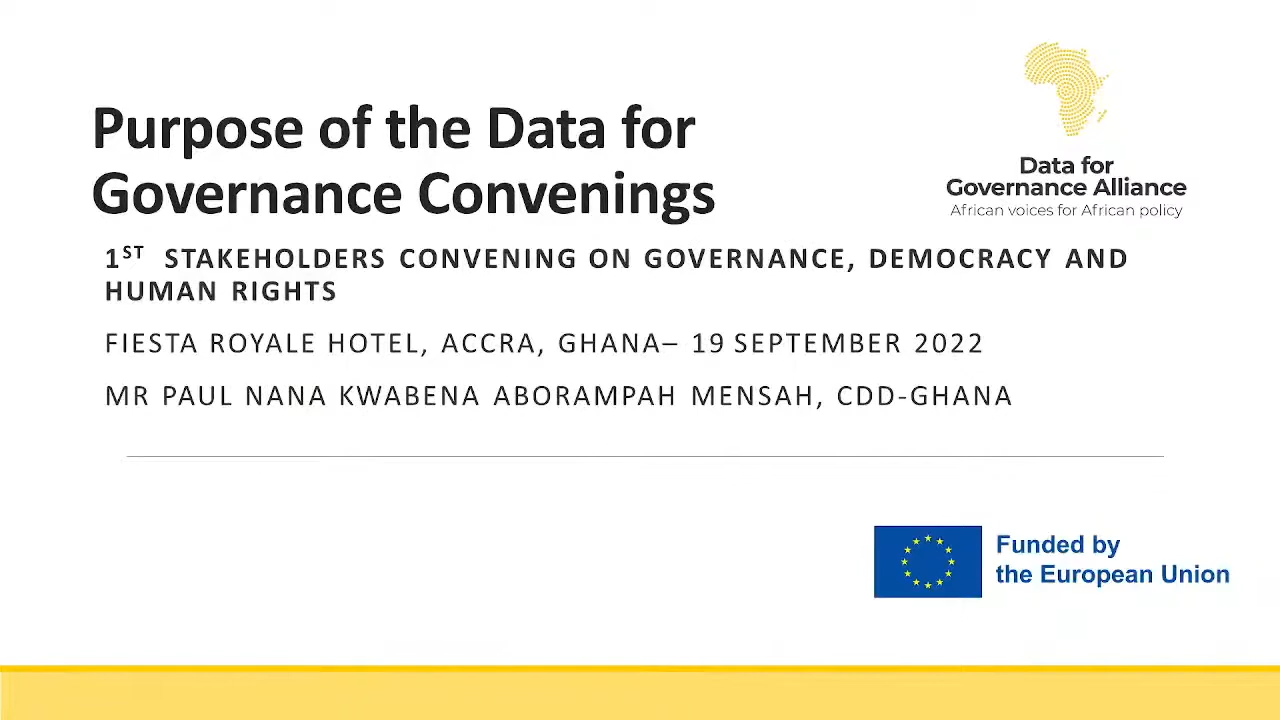 Purpose of the Data for
Governance Convenings
Data for
Governance Alliance
African voices for African policy
1ST STAKEHOLDERS CONVENING ON GOVERNANCE, DEMOCRACY AND
HUMAN RIGHTS
FIESTA ROYALE HOTEL, ACCRA, GHANA– 19 SEPTEMBER 2022
MR PAUL NANA KWABENA ABORAMPAH MENSAH, CDD-GHANA
Funded by
the European Union